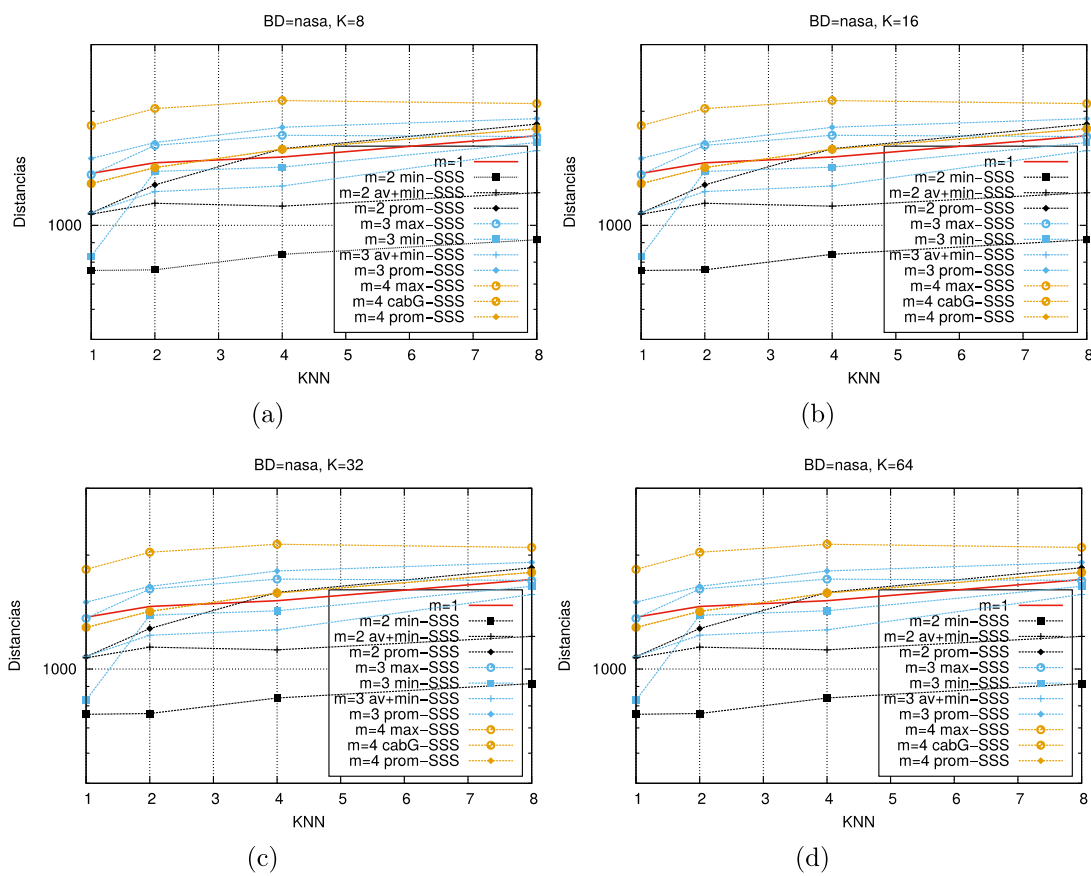 BD=nasa, K=8
Distancias
1000
m=1
m=2 min-SSS
m=2 av+min-SSS
m=2 prom-SSS
m=3 max-SSS
m=3 min-SSS
m=3 av+min-SSS
m=3 prom-SSS
m=4 max-SSS
m=4 cabG-SSS
m=4 prom-SSS
1 2 3 4 5 6 7 8
KNN
(a)
BD=nasa, K=16
Distancias
1000
m=1
m=2 min-SSS
m=2 av+min-SSS
m=2 prom-SSS
m=3 max-SSS
m=3 min-SSS
m=3 av+min-SSS
m=3 prom-SSS
m=4 max-SSS
m=4 cabG-SSS
m=4 prom-SSS
1 2 3 4 5 6 7 8
KNN
(b)
BD=nasa, K=32
Distancias
1000
m=1
m=2 min-SSS
m=2 av+min-SSS
m=2 prom-SSS
m=3 max-SSS
m=3 min-SSS
m=3 av+min-SSS
m=3 prom-SSS
m=4 max-SSS
m=4 cabG-SSS
m=4 prom-SSS
1 2 3 4 5 6 7 8
KNN
(c)
BD=nasa, K=64
Distancias
1000
m=1
m=2 min-SSS
m=2 av+min-SSS
m=2 prom-SSS
m=3 max-SSS
m=3 min-SSS
m=3 av+min-SSS
m=3 prom-SSS
m=4 max-SSS
m=4 cabG-SSS
m=4 prom-SSS
1 2 3 4 5 6 7 8
KNN
(d)